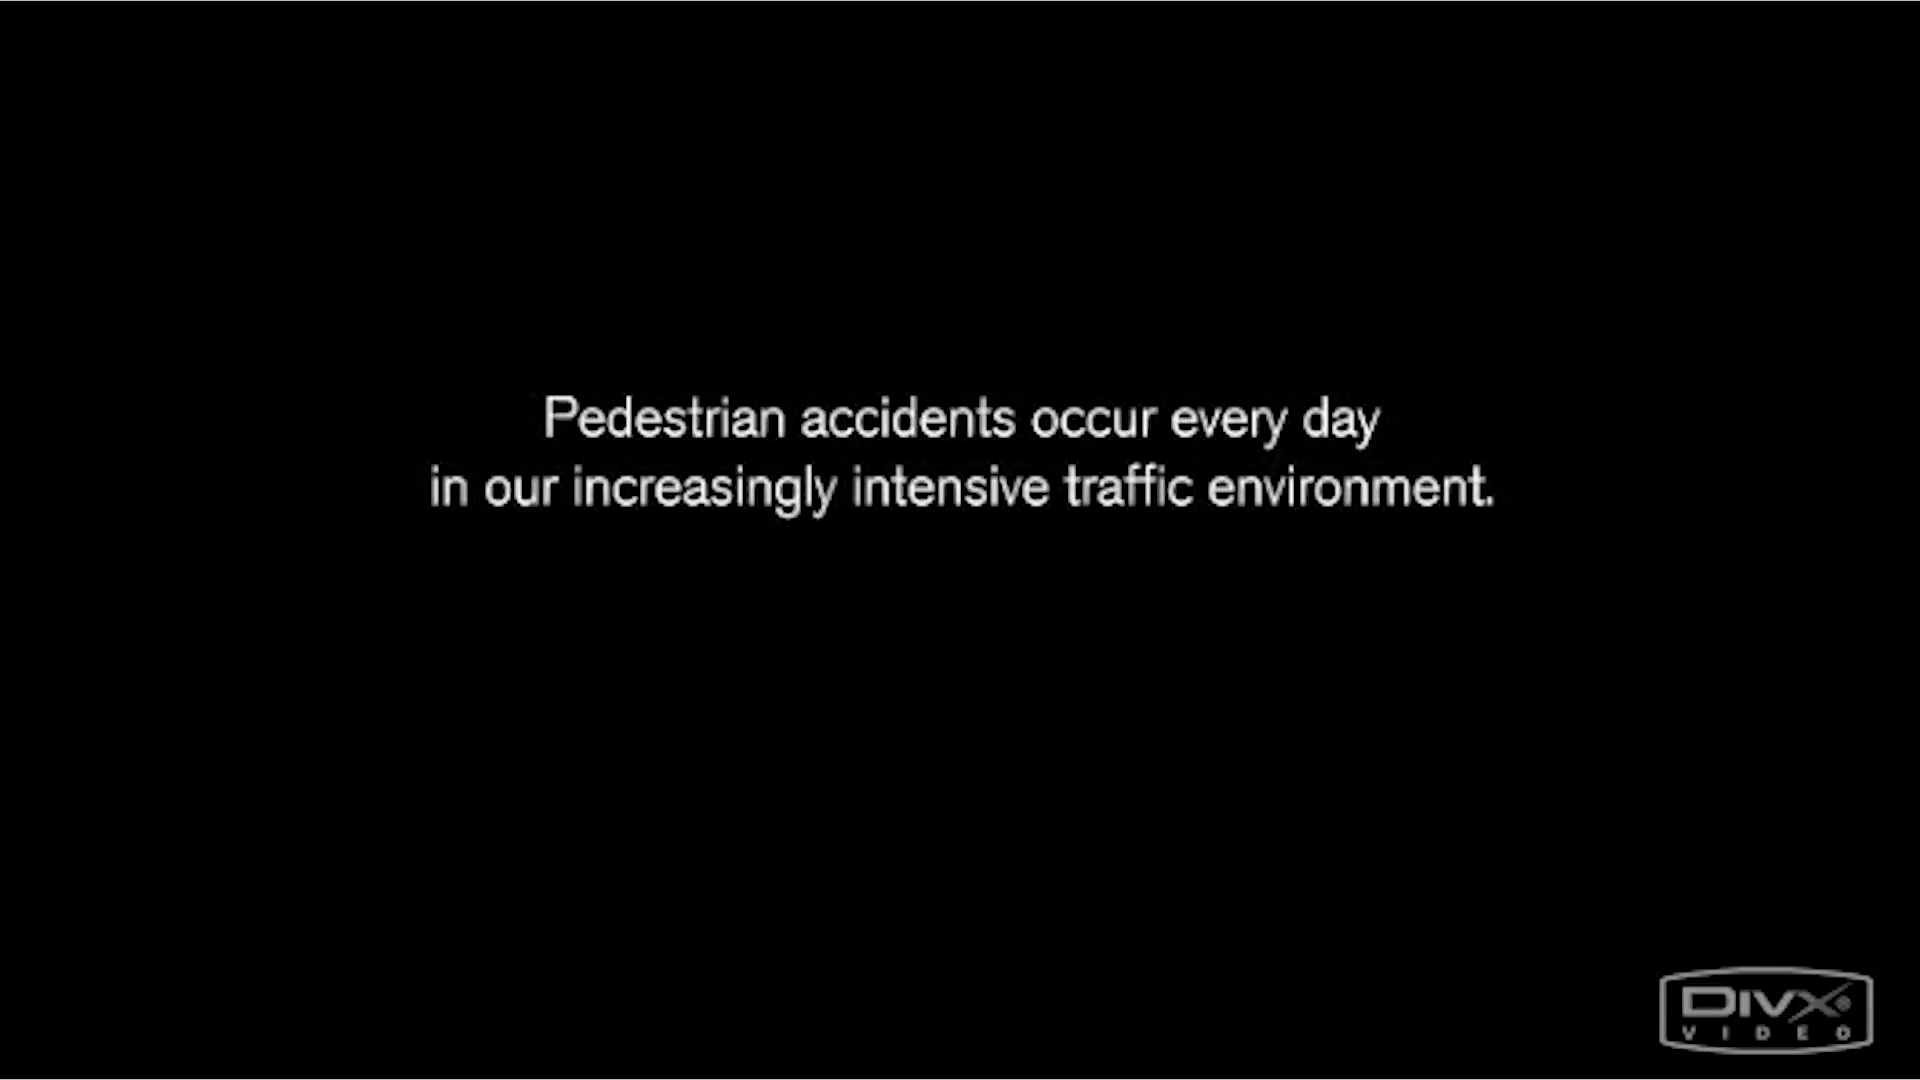 Pedestrian accidents occur every day
in our increasingly intensive traffic environment.
DivX®
VIDEO